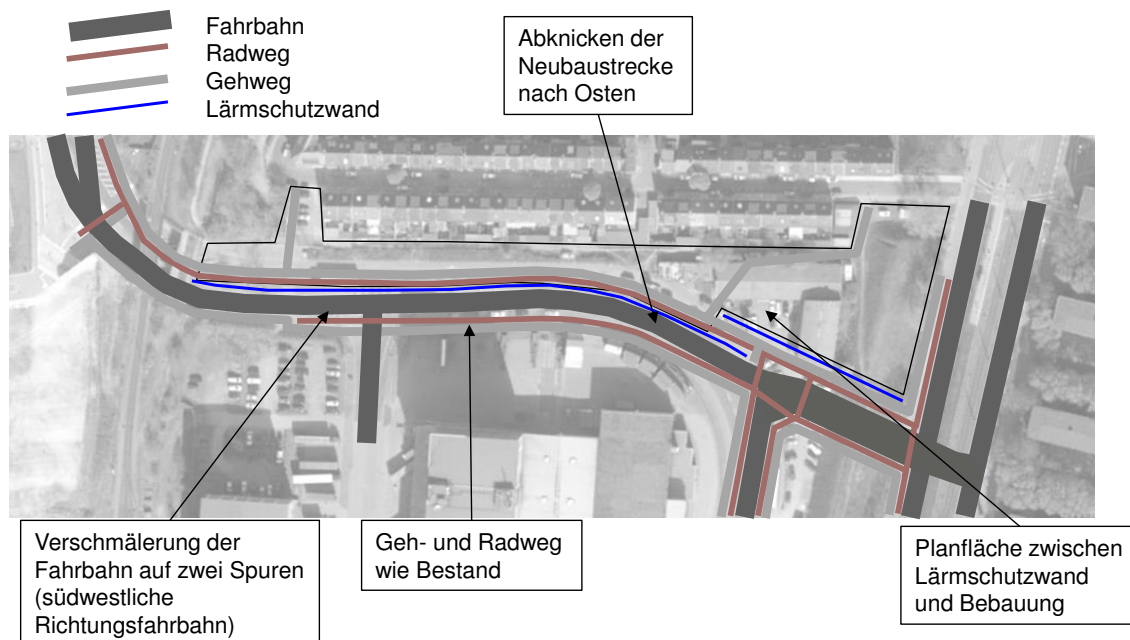 Fahrbahn
Radweg
Gehweg
Lärmschutzwand
Abknicken der
Neubaustrecke
nach Osten
Verschmälerung der
Fahrbahn auf zwei Spuren
(südwestliche
Richtungsfahrbahn)
Geh- und Radweg
wie Bestand
Planfläche zwischen
Lärmschutzwand
und Bebauung